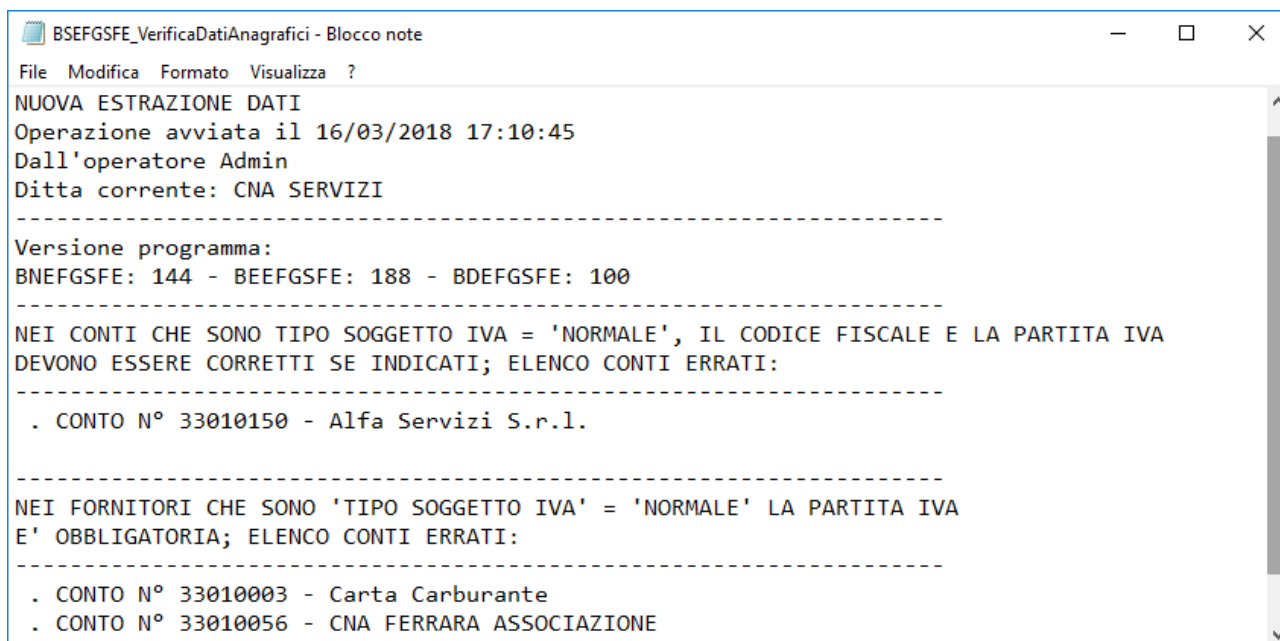 BSEFGSFE_VerificaDatiAnagrafici - Blocco note
File Modifica Formato Visualizza ?
NUOVA ESTRAZIONE DATI
Operazione avviata il 16/03/2018 17:10:45
Dall'operatore Admin
Ditta corrente: CNA SERVIZI
--------------------------------------------------------------------
Versione programma:
BNEFGSFE: 144 - BEEFGSFE: 188 - BDEFGSFE: 100
--------------------------------------------------------------------
NEI CONTI CHE SONO TIPO SOGGETTO IVA = 'NORMALE', IL CODICE FISCALE E LA PARTITA IVA
DEVONO ESSERE CORRETTI SE INDICATI; ELENCO CONTI ERRATI:
--------------------------------------------------------------------
. CONTO N° 33010150 - Alfa Servizi S.r.l.
--------------------------------------------------------------------
NEI FORNITORI CHE SONO 'TIPO SOGGETTO IVA' = 'NORMALE' LA PARTITA IVA
E' OBBLIGATORIA; ELENCO CONTI ERRATI:
--------------------------------------------------------------------
. CONTO N° 33010003 - Carta Carburante
. CONTO N° 33010056 - CNA FERRARA ASSOCIAZIONE